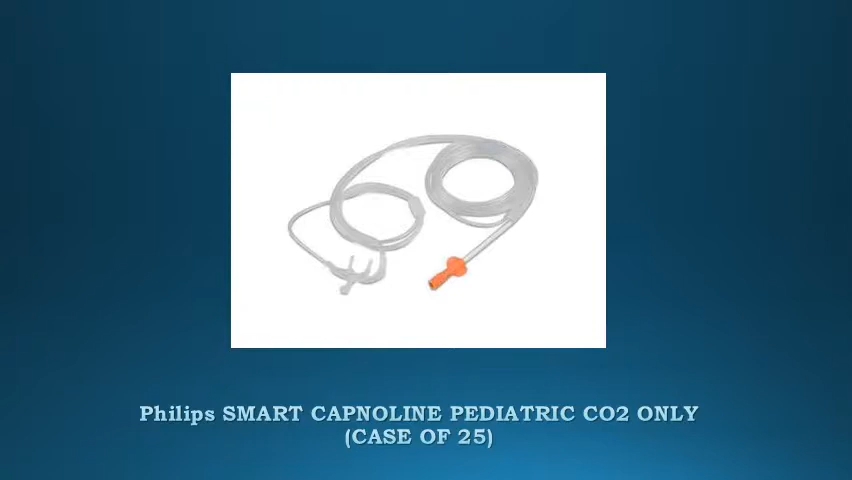 Philips SMART CAPNOLINE PEDIATRIC CO2 ONLY
(CASE OF 25)